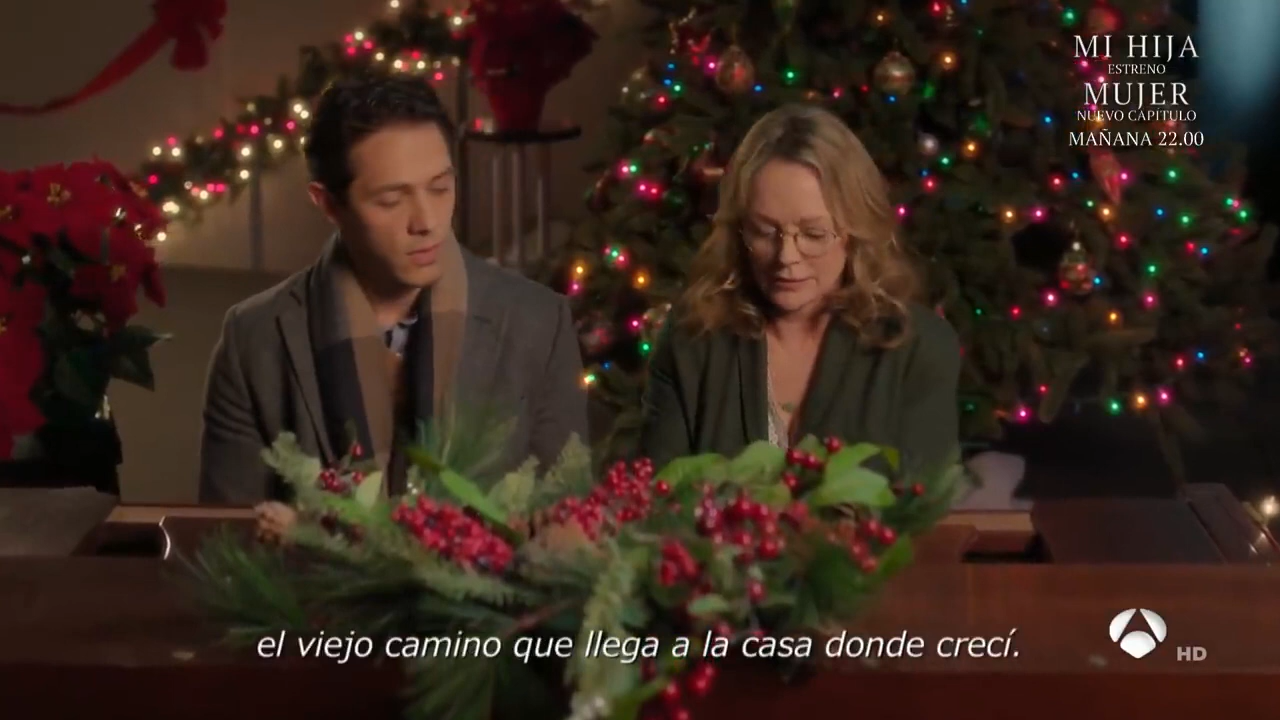 MI HIJA
ESTRENO
MUJER
NUEVO CAPÍTULO
MAÑANA 22.00
el viejo camino que llega a la casa donde crecí.
HD